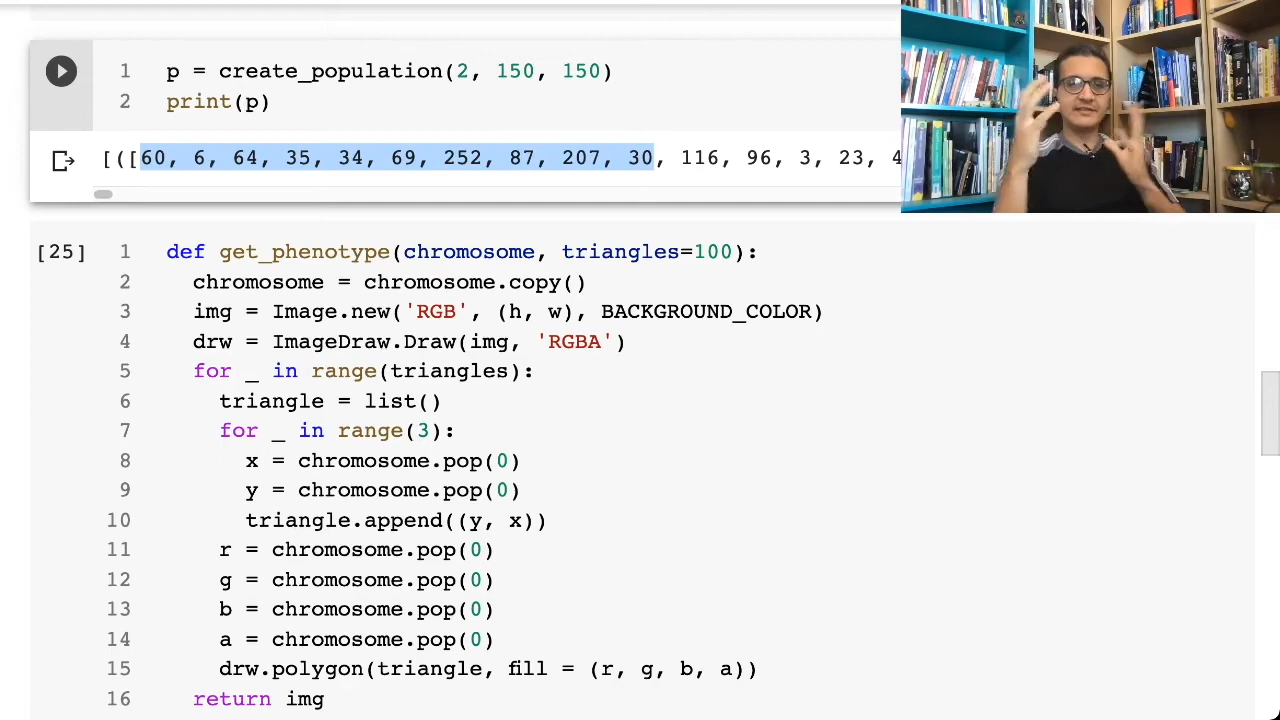 1 p = create_population(2, 150, 150)
2 print(p)
[([60, 6, 64, 35, 34, 69, 252, 87, 207, 30, 116, 96, 3, 23, 4
[25] 1 def get_phenotype(chromosome, triangles=100):
2 chromosome = chromosome.copy()
3 img = Image.new('RGB', (h, w), BACKGROUND_COLOR)
4 drw = ImageDraw.Draw(img, 'RGBA')
5 for _ in range(triangles):
6 triangle = list()
7 for _ in range(3):
8 x = chromosome.pop(0)
9 y = chromosome.pop(0)
10 triangle.append((y, x))
11 r = chromosome.pop(0)
12 g = chromosome.pop(0)
13 b = chromosome.pop(0)
14 a = chromosome.pop(0)
15 drw.polygon(triangle, fill = (r, g, b, a))
16 return img